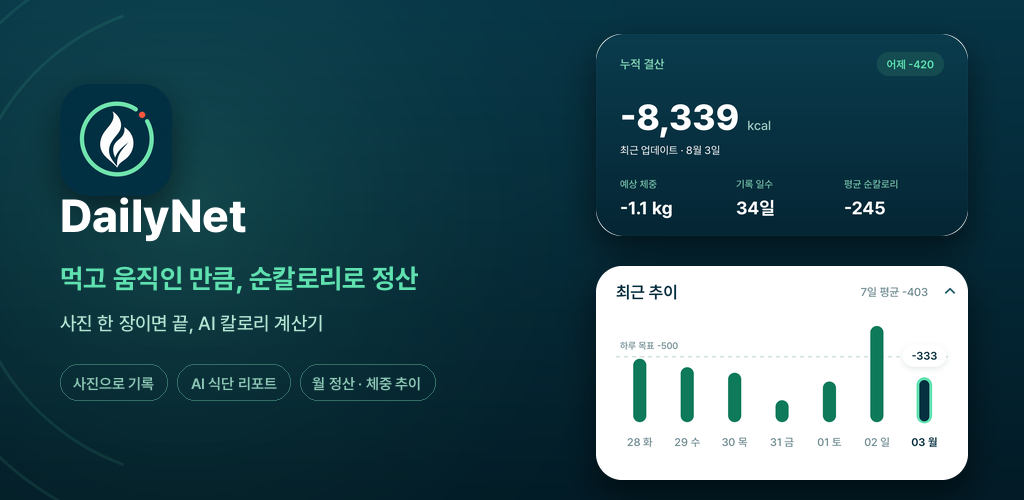 DailyNet
먹고 움직인 만큼, 순칼로리로 정산
사진 한 장이면 끝, AI 칼로리 계산기
사진으로 기록
AI 식단 리포트
월 정산 · 체중 추이
누적 결산
어제 -420
-8,339 kcal
최근 업데이트 · 8월 3일
예상 체중 기록 일수 평균 순칼로리
-1.1 kg 34일 -245
최근 추이
7일 평균 -403
하루 목표 -500
-333
28 화 29 수 30 목 31 금 01 토 02 일 03 월